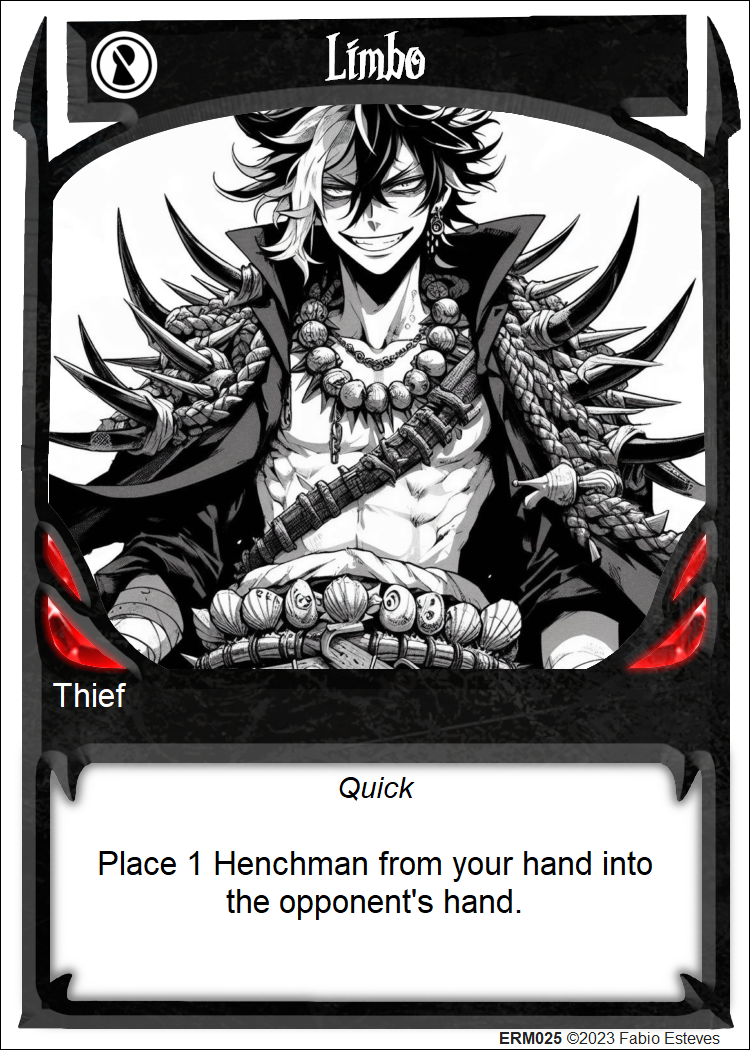 Limbo
Thief
Quick
Place 1 Henchman from your hand into
the opponent's hand.
ERM025 ©2023 Fabio Esteves